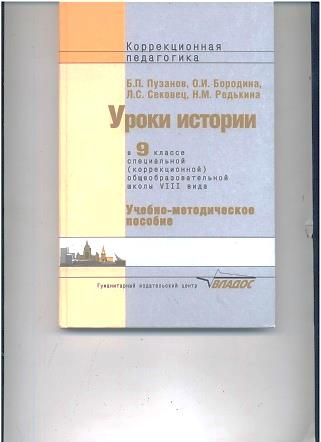 Коррекционная
педагогика
Б.П. Пузанов, О.И. Бородина,
Л.С. Сековец, Н.М. Редькина
Уроки истории
в 9 классе
специальной
(коррекционной)
общеобразовательной
школы VIII вида
Учебно-методическое
пособие
Гуманитарный издательский центр
ВЛАДОС